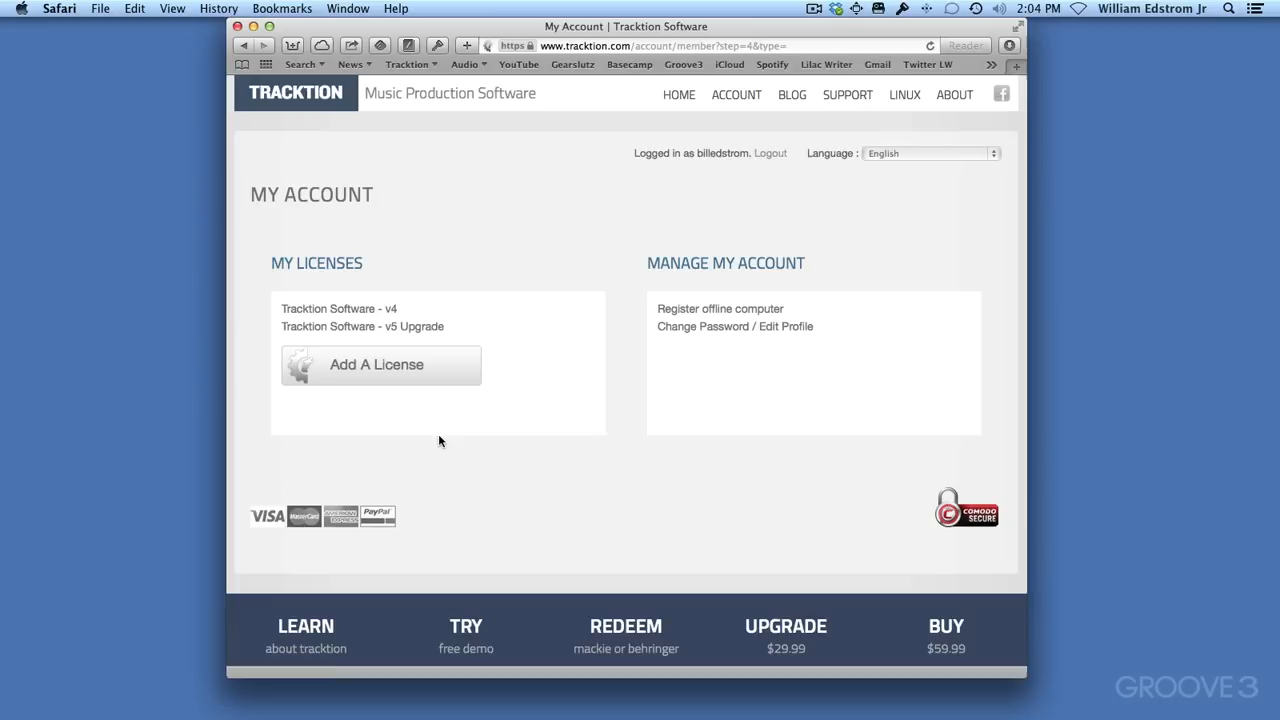 Safari File Edit View History Bookmarks Window Help 2:04 PM William Edstrom Jr
My Account | Tracktion Software
https www.tracktion.com/account/member?step=4&type= Reader
Search News Tracktion Audio YouTube Gearslutz Basecamp Groove3 iCloud Spotify Lilac Writer Gmail Twitter LW
TRACKTION Music Production Software HOME ACCOUNT BLOG SUPPORT LINUX ABOUT f
Logged in as billedstrom. Logout Language : English
MY ACCOUNT
MY LICENSES
Tracktion Software - v4
Tracktion Software - v5 Upgrade
Add A License
MANAGE MY ACCOUNT
Register offline computer
Change Password / Edit Profile
VISA MasterCard AMERICAN EXPRESS PayPal
COMODO
SECURE
LEARN
about tracktion
TRY
free demo
REDEEM
mackie or behringer
UPGRADE
$29.99
BUY
$59.99
GROOVE 3